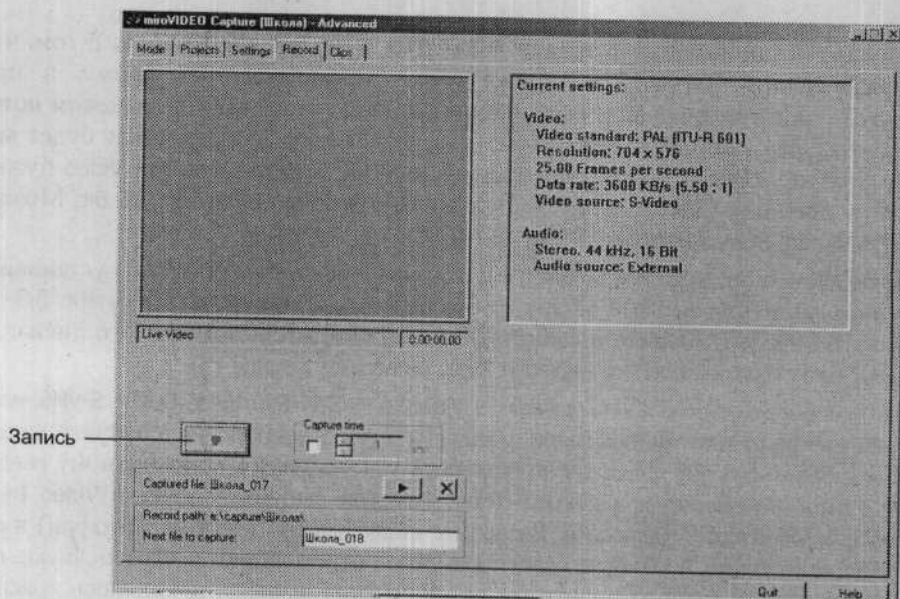 miroVIDEO Capture (Школа) - Advanced
Mode Projects Settings Record Clips
Current settings:
Video:
Video standard: PAL (ITU-R 601)
Resolution: 704 x 576
25.00 Frames per second
Data rate: 3600 KB/s (5.50 : 1)
Video source: S-Video
Audio:
Stereo, 44 kHz, 16 Bit
Audio source: External
Live Video 0:00:00.00
Запись
Capture time
1
Captured file: Школа_017
Record path: e:\capture\Школа\
Next file to capture: Школа_018
Quit Help